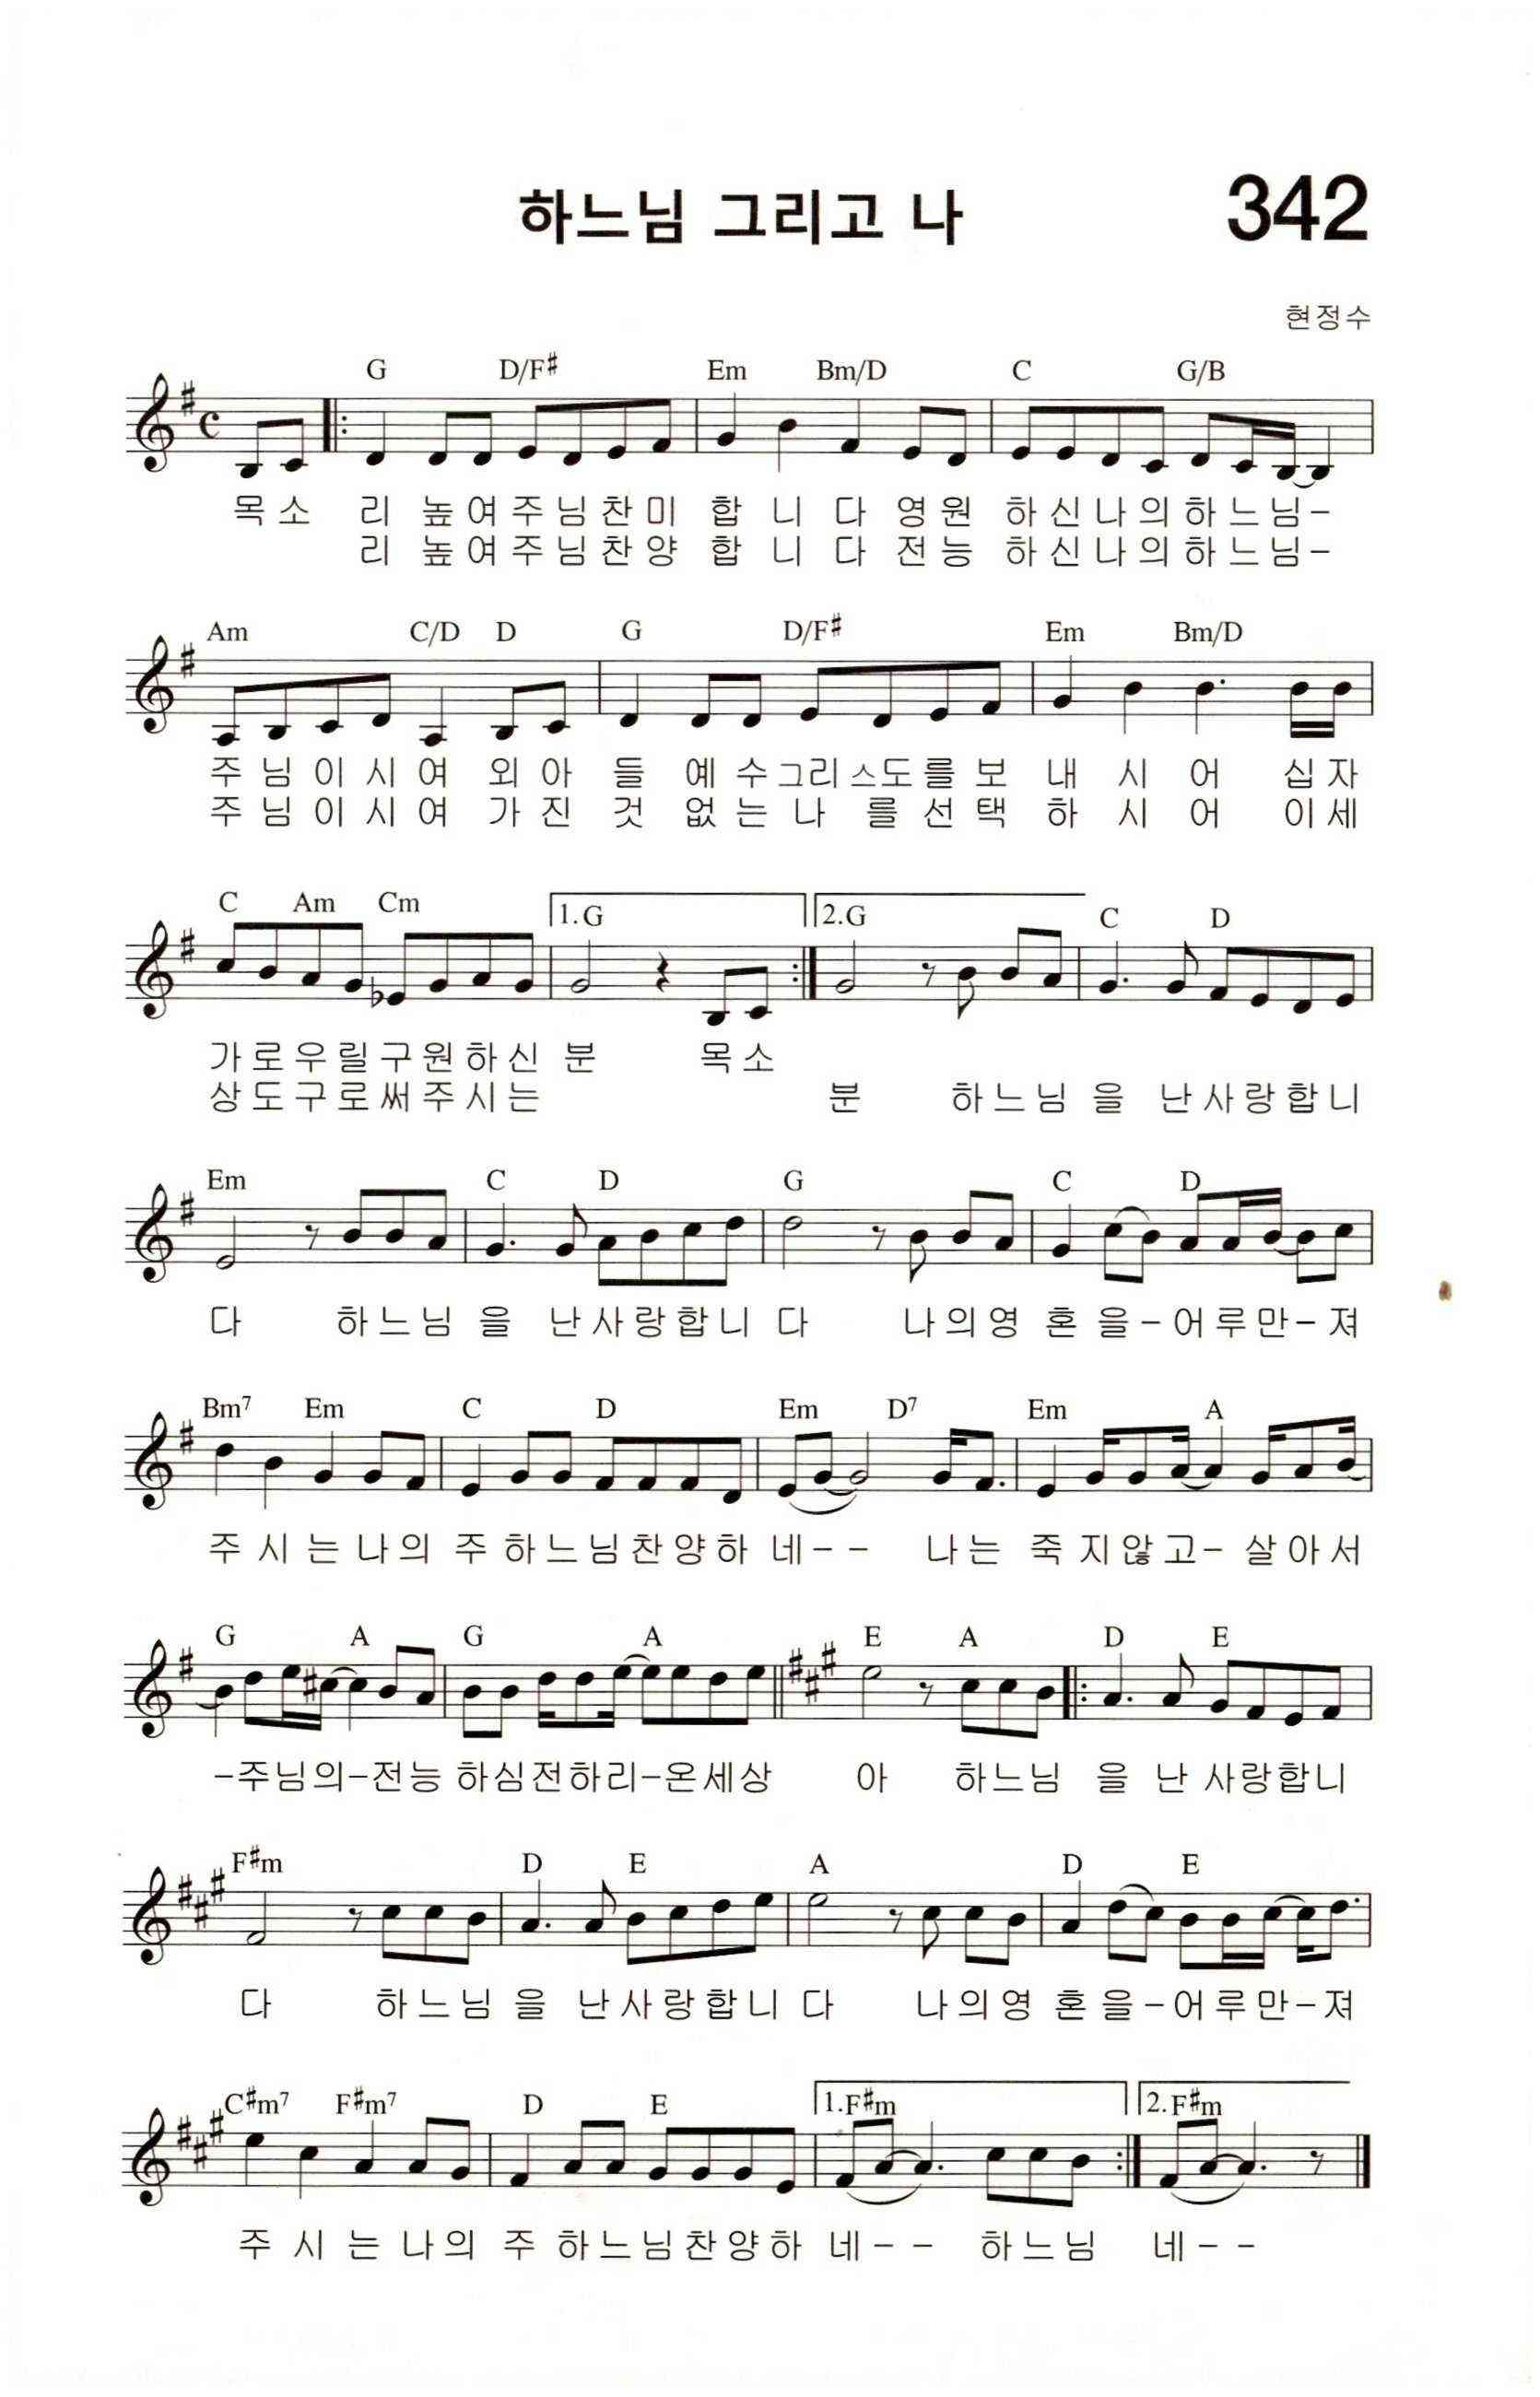 하느님 그리고 나
342
현정수
G D/F♯ Em Bm/D C G/B
목소 리 높여주님찬미 합 니 다 영원 하신나의하느님-
리 높여주님찬양 합 니 다 전능 하신나의하느님-
Am C/D D G D/F♯ Em Bm/D
주님이시여 외아 들 예수그리스도를보 내 시 어 십자
주님이시여 가진 것 없는나 를선택 하 시 어 이세
C Am Cm 1.G 2.G C D
가로우릴구원하신 분 목소
상도구로써주시는 분 하느님 을 난사랑합니
Em C D G C D
다 하느님 을 난사랑합니 다 나의영 혼 을-어루만-져
Bm7 Em C D Em D7 Em A
주 시 는 나의 주 하느님찬양하 네-- 나는 죽 지않고- 살아서
G A G A E A D E
-주님의-전능 하심전하리-온세상 아 하느님 을 난 사랑합니
F♯m D E A D E
다 하느님 을 난사랑합니 다 나의영 혼 을-어루만-져
C♯m7 F♯m7 D E 1.F♯m 2.F♯m
주 시 는 나의 주 하느님찬양하 네-- 하느님 네--